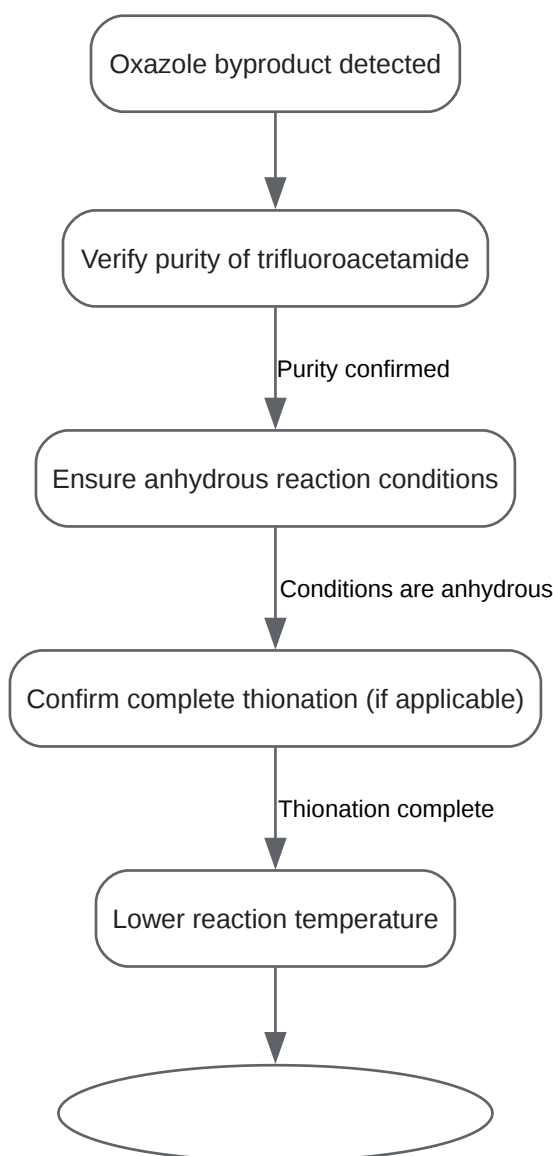 Oxazole byproduct detected
Verify purity of trifluoroacetamide
Purity confirmed
Ensure anhydrous reaction conditions
Conditions are anhydrous
Confirm complete thionation (if applicable)
Thionation complete
Lower reaction temperature